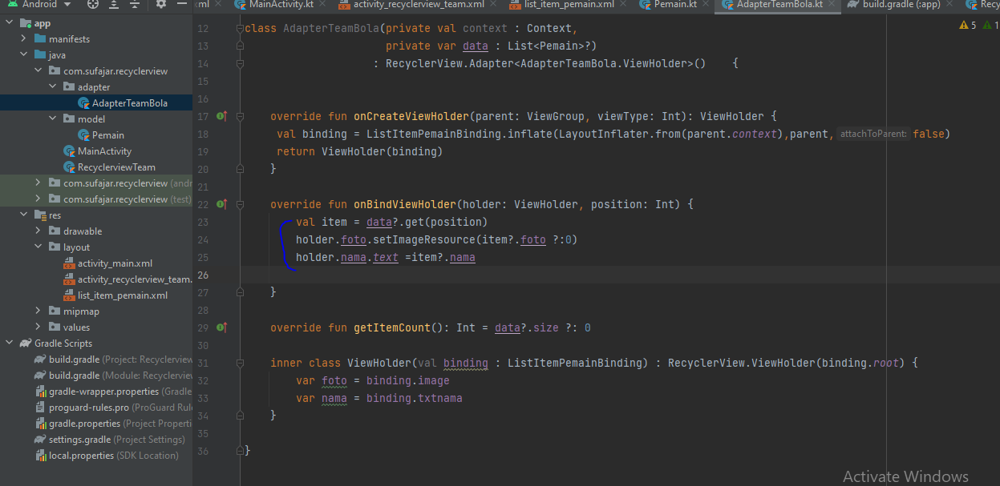 Android
ml
MainActivity.kt
activity_recyclerview_team.xml
list_item_pemain.xml
Pemain.kt
AdapterTeamBola.kt
build.gradle (:app)
Recy
app
manifests
java
com.sufajar.recyclerview
adapter
AdapterTeamBola
model
Pemain
MainActivity
RecyclerviewTeam
com.sufajar.recyclerview (andr
com.sufajar.recyclerview (test)
res
drawable
layout
activity_main.xml
activity_recyclerview_team.
list_item_pemain.xml
mipmap
values
Gradle Scripts
build.gradle (Project: Recyclerview
build.gradle (Module: Recyclerview
gradle-wrapper.properties (Gradle
proguard-rules.pro (ProGuard Rul
gradle.properties (Project Properti
settings.gradle (Project Settings)
local.properties (SDK Location)
5 1
12 class AdapterTeamBola(private val context : Context,
13 private var data : List<Pemain>?)
14 : RecyclerView.Adapter<AdapterTeamBola.ViewHolder>() {
15
16
17 override fun onCreateViewHolder(parent: ViewGroup, viewType: Int): ViewHolder {
18 val binding = ListItemPemainBinding.inflate(LayoutInflater.from(parent.context),parent, attachToParent: false)
19 return ViewHolder(binding)
20 }
21
22 override fun onBindViewHolder(holder: ViewHolder, position: Int) {
23 val item = data?.get(position)
24 holder.foto.setImageResource(item?.foto ?:0)
25 holder.nama.text =item?.nama
26
27 }
28
29 override fun getItemCount(): Int = data?.size ?: 0
30
31 inner class ViewHolder(val binding : ListItemPemainBinding) : RecyclerView.ViewHolder(binding.root) {
32 var foto = binding.image
33 var nama = binding.txtnama
34 }
35
36 }
Activate Windows